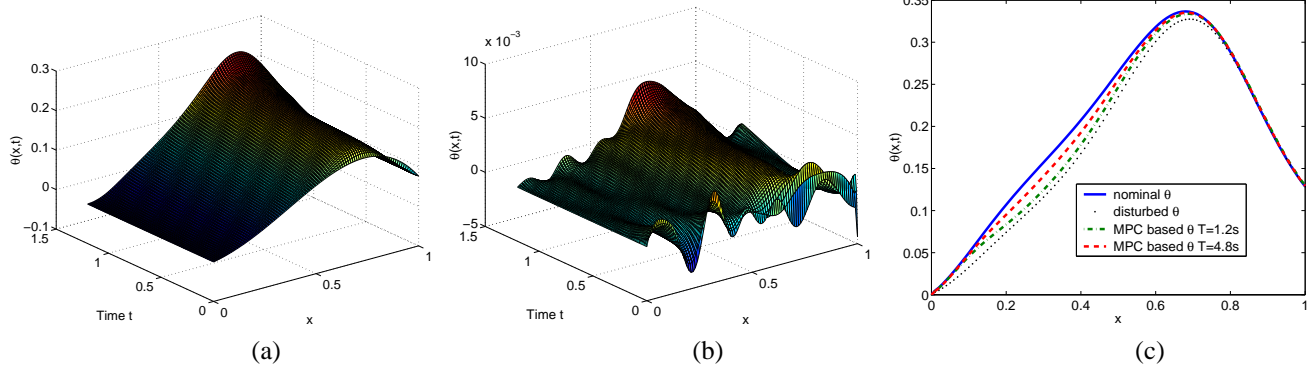 0.3
0.2
0.1
0
−0.1
1.5
1
0.5
0
0
0.5
1
θ(x,t)
Time t
x
(a)
x 10−3
10
5
0
−5
1.5
1
0.5
0
0
0.5
1
θ(x,t)
Time t
x
(b)
0.35
0.3
0.25
0.2
0.15
0.1
0.05
0
0
0.2
0.4
0.6
0.8
1
θ(x,t)
x
nominal θ
disturbed θ
MPC based θ T=1.2s
MPC based θ T=4.8s
(c)